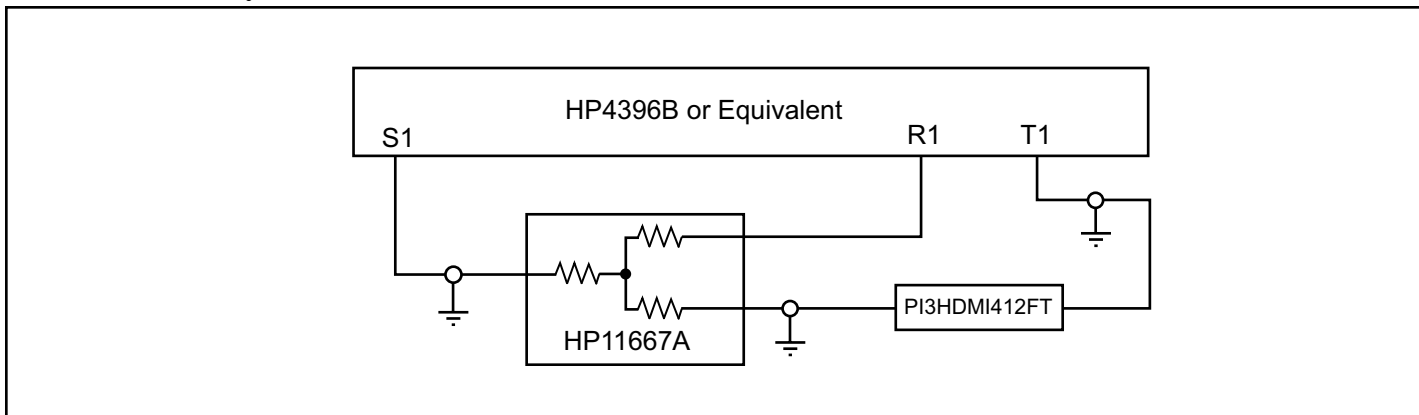 HP4396B or Equivalent
S1
R1
T1
PI3HDMI412FT
HP11667A